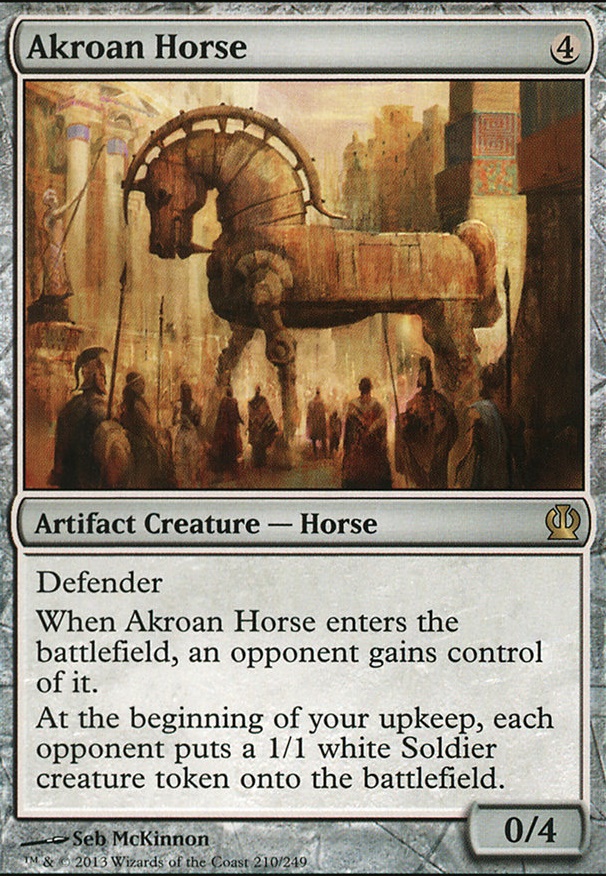 Akroan Horse 4
Artifact Creature — Horse
Defender
When Akroan Horse enters the
battlefield, an opponent gains control
of it.
At the beginning of your upkeep, each
opponent puts a 1/1 white Soldier
creature token onto the battlefield.
0/4
Seb McKinnon
™ & © 2013 Wizards of the Coast 210/249